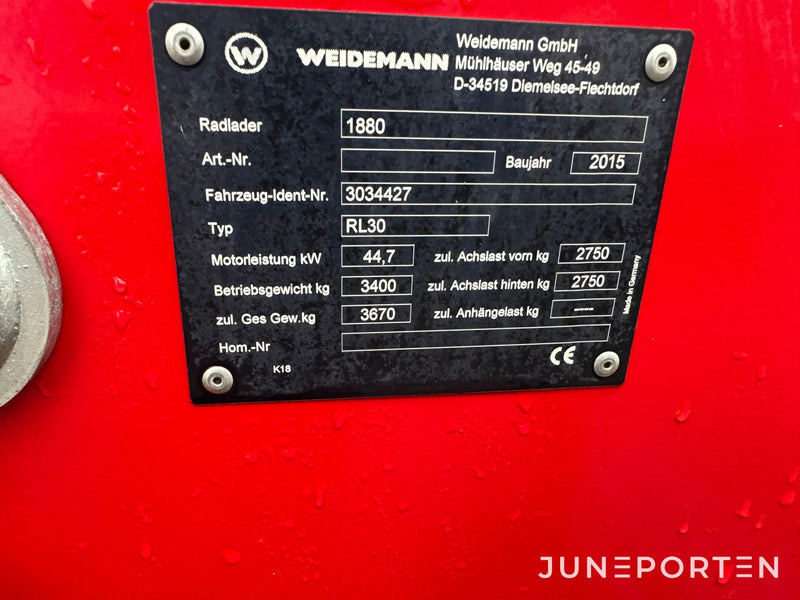 W WEIDEMANN
Weidemann GmbH
Mühlhäuser Weg 45-49
D-34519 Diemelsee-Flechtdorf
Radlader 1880
Art.-Nr. Baujahr 2015
Fahrzeug-Ident-Nr. 3034427
Typ RL30
Motorleistung kW 44,7 zul. Achslast vorn kg 2750
Betriebsgewicht kg 3400 zul. Achslast hinten kg 2750
zul. Ges Gew.kg 3670 zul. Anhängelast kg ---
Hom.-Nr
K18
CE
Made in Germany
JUNEPORTEN